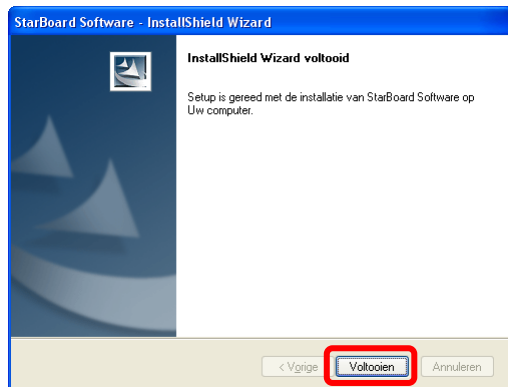 StarBoard Software - InstallShield Wizard
InstallShield Wizard voltooid
Setup is gereed met de installatie van StarBoard Software op
Uw computer.
< Vorige Voltooien Annuleren